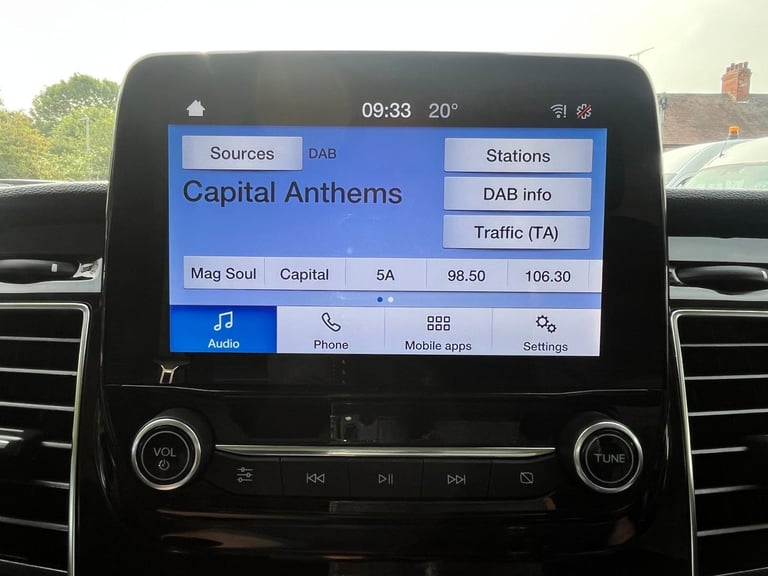 09:33 20°
Sources DAB Stations
Capital Anthems DAB info
Traffic (TA)
Mag Soul Capital 5A 98.50 106.30
Audio Phone Mobile apps Settings
VOL TUNE